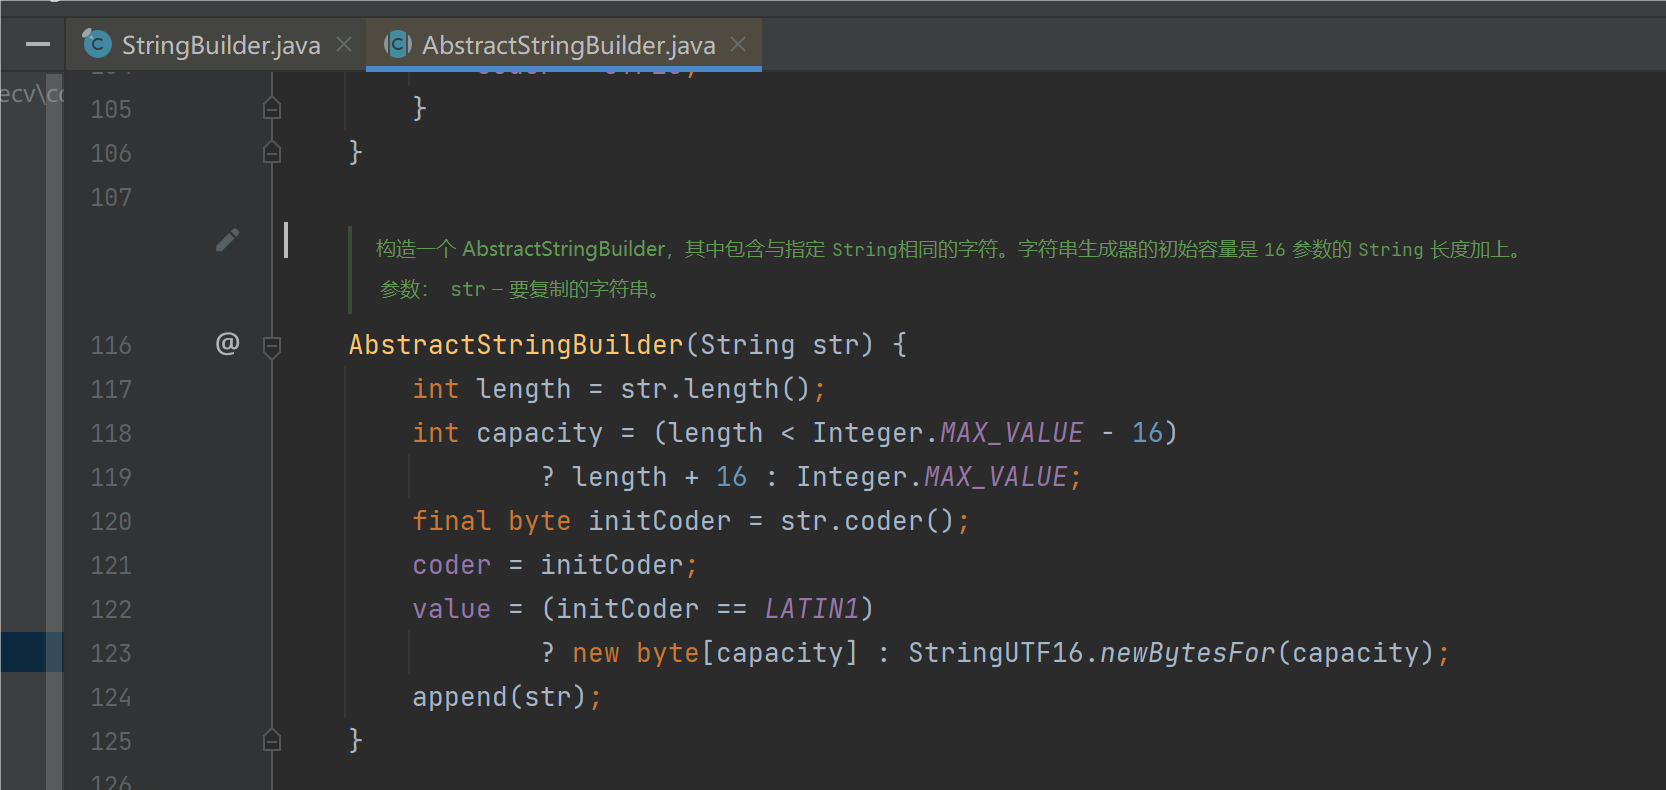 StringBuilder.java
AbstractStringBuilder.java
ecv\co
105 }
106 }
107
构造一个 AbstractStringBuilder，其中包含与指定 String相同的字符。字符串生成器的初始容量是 16 参数的 String 长度加上。
参数： str – 要复制的字符串。
116 @ AbstractStringBuilder(String str) {
117 int length = str.length();
118 int capacity = (length < Integer.MAX_VALUE - 16)
119 ? length + 16 : Integer.MAX_VALUE;
120 final byte initCoder = str.coder();
121 coder = initCoder;
122 value = (initCoder == LATIN1)
123 ? new byte[capacity] : StringUTF16.newBytesFor(capacity);
124 append(str);
125 }
126